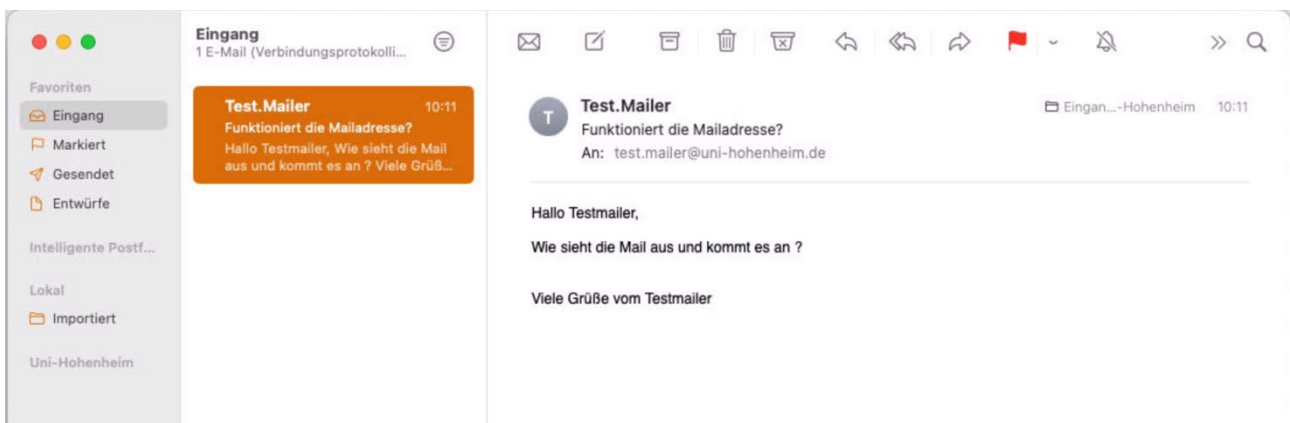 Favoriten
Eingang
Markiert
Gesendet
Entwürfe
Intelligente Postf...
Lokal
Importiert
Uni-Hohenheim
Eingang
1 E-Mail (Verbindungsprotokolli...
Test.Mailer 10:11
Funktioniert die Mailadresse?
Hallo Testmailer, Wie sieht die Mail
aus und kommt es an ? Viele Grüß...
T
Test.Mailer
Eingan...-Hohenheim 10:11
Funktioniert die Mailadresse?
An: test.mailer@uni-hohenheim.de
Hallo Testmailer,
Wie sieht die Mail aus und kommt es an ?
Viele Grüße vom Testmailer